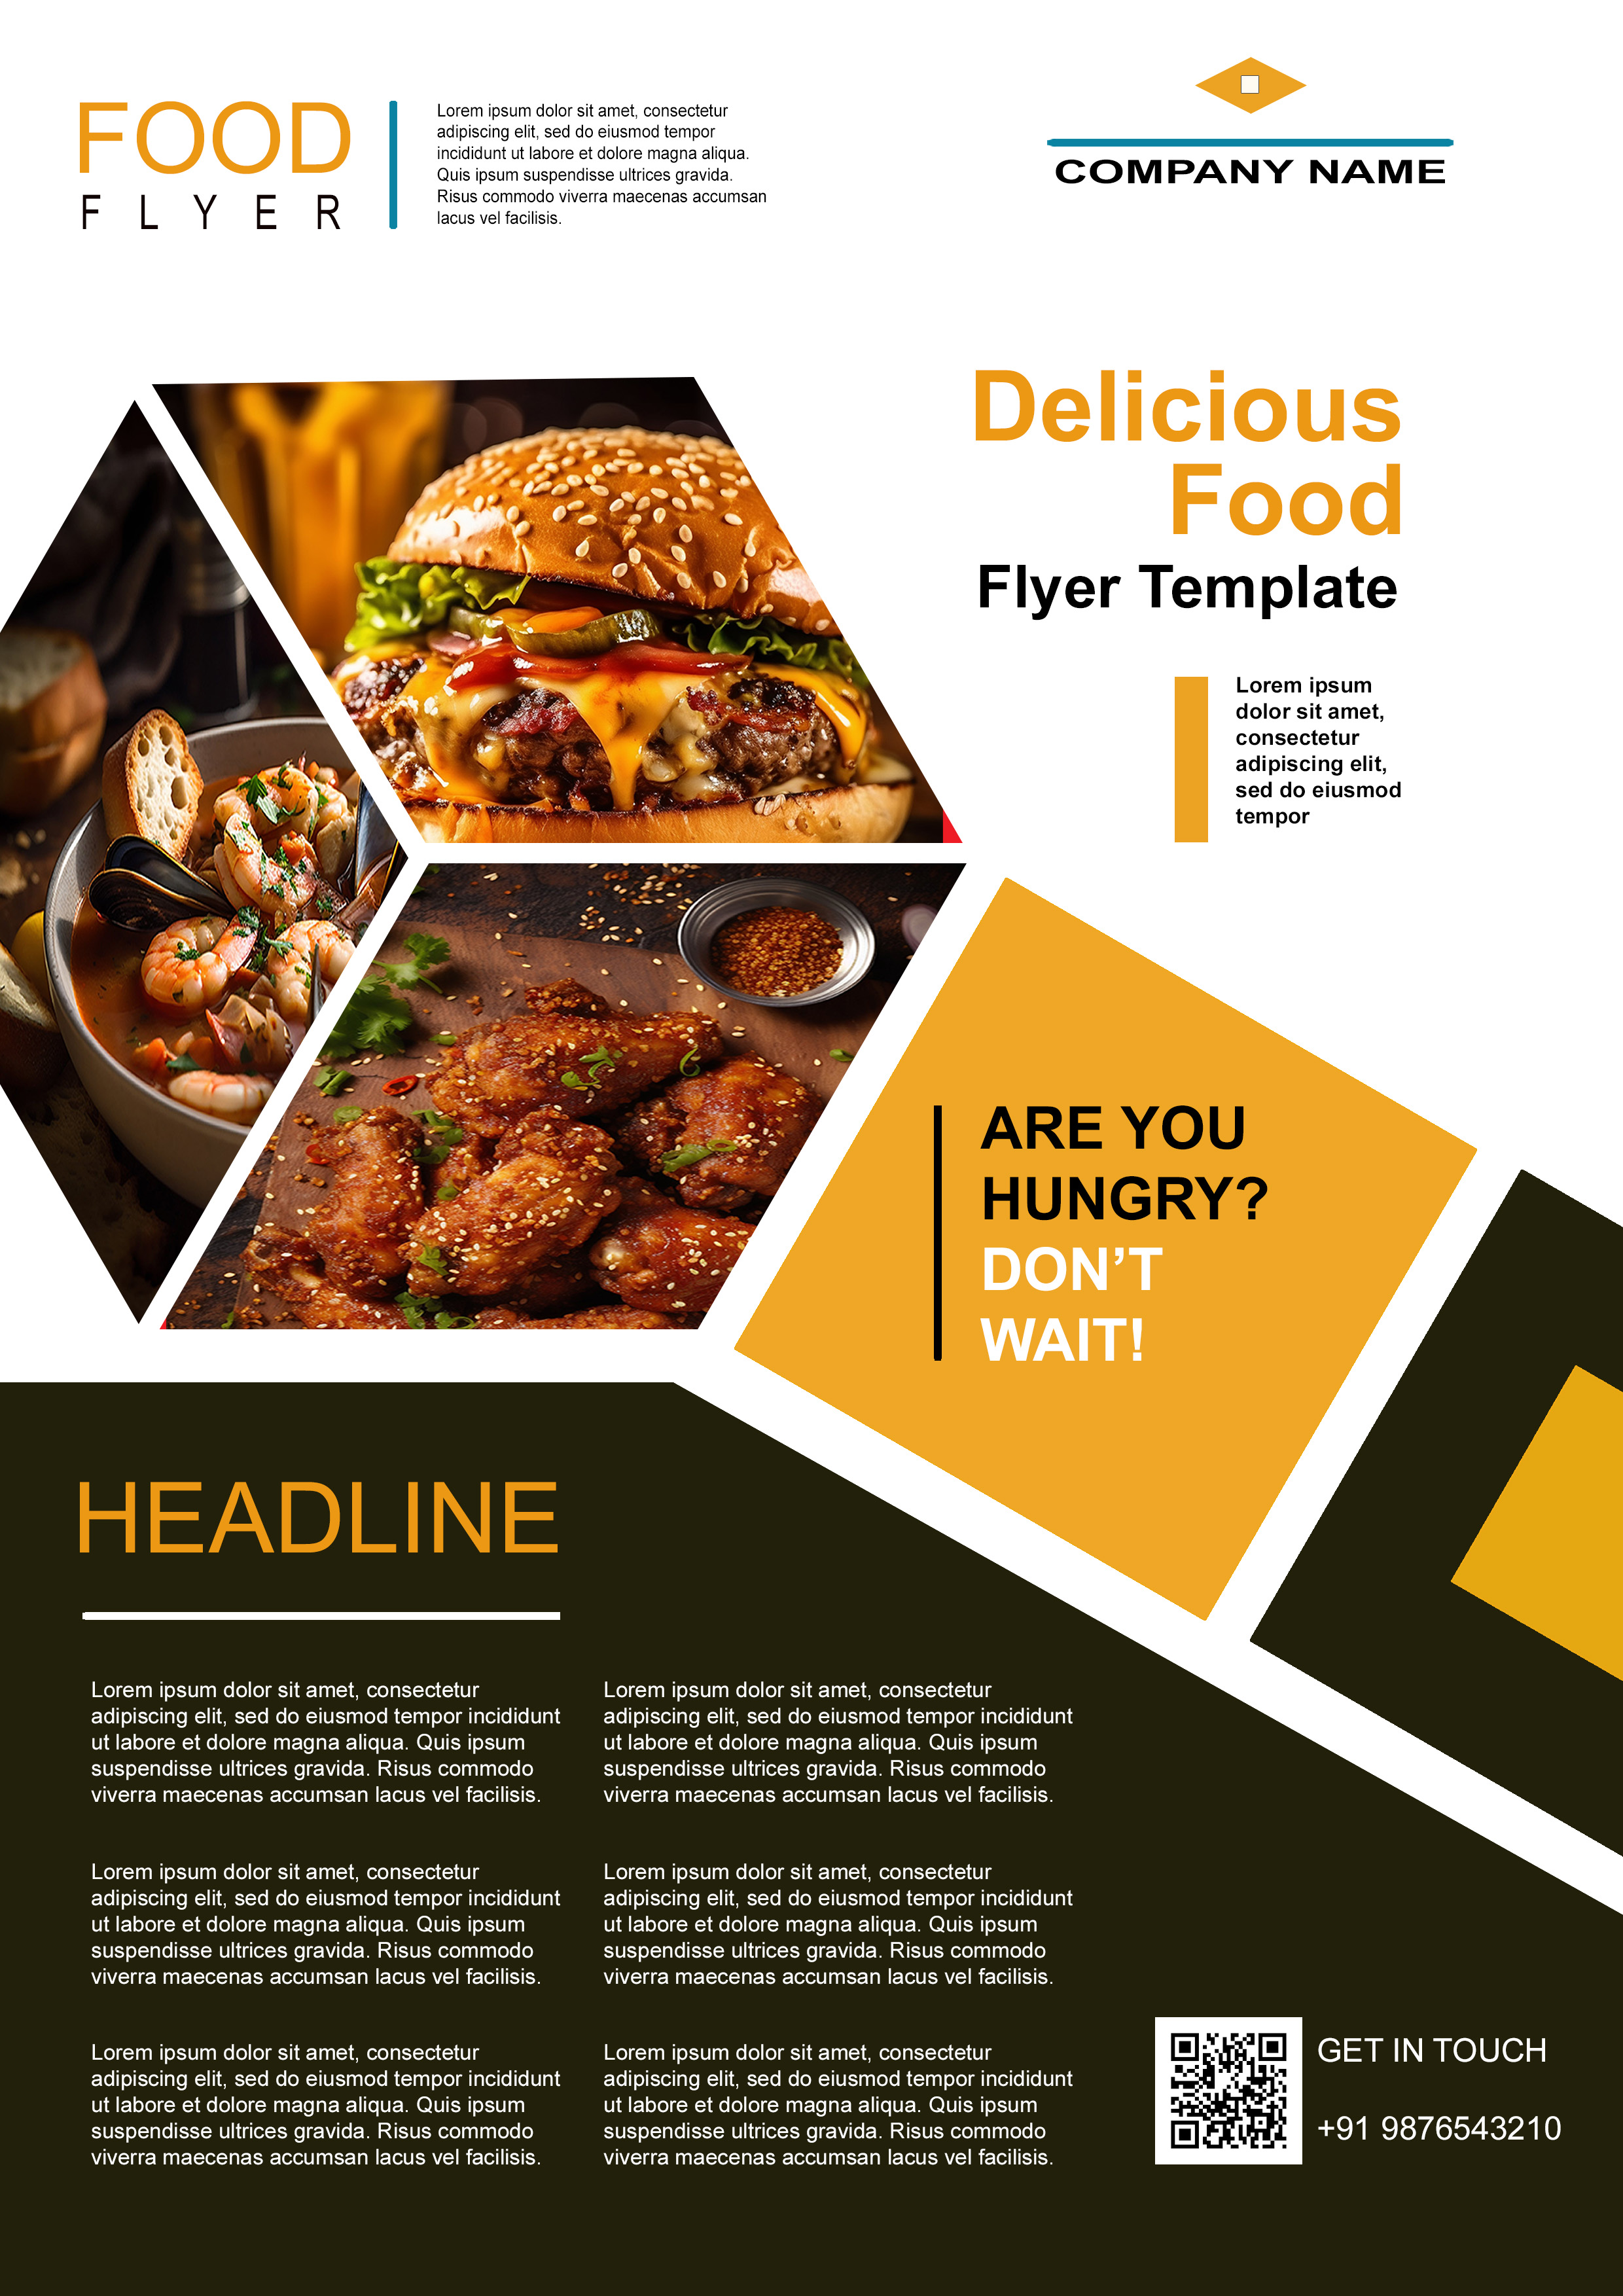 FOOD
FLYER
Lorem ipsum dolor sit amet, consectetur
adipiscing elit, sed do eiusmod tempor
incididunt ut labore et dolore magna aliqua.
Quis ipsum suspendisse ultrices gravida.
Risus commodo viverra maecenas accumsan
lacus vel facilisis.
COMPANY NAME
Delicious
Food
Flyer Template
Lorem ipsum
dolor sit amet,
consectetur
adipiscing elit,
sed do eiusmod
tempor
ARE YOU
HUNGRY?
DON’T
WAIT!
HEADLINE
Lorem ipsum dolor sit amet, consectetur
adipiscing elit, sed do eiusmod tempor incididunt
ut labore et dolore magna aliqua. Quis ipsum
suspendisse ultrices gravida. Risus commodo
viverra maecenas accumsan lacus vel facilisis.
Lorem ipsum dolor sit amet, consectetur
adipiscing elit, sed do eiusmod tempor incididunt
ut labore et dolore magna aliqua. Quis ipsum
suspendisse ultrices gravida. Risus commodo
viverra maecenas accumsan lacus vel facilisis.
Lorem ipsum dolor sit amet, consectetur
adipiscing elit, sed do eiusmod tempor incididunt
ut labore et dolore magna aliqua. Quis ipsum
suspendisse ultrices gravida. Risus commodo
viverra maecenas accumsan lacus vel facilisis.
Lorem ipsum dolor sit amet, consectetur
adipiscing elit, sed do eiusmod tempor incididunt
ut labore et dolore magna aliqua. Quis ipsum
suspendisse ultrices gravida. Risus commodo
viverra maecenas accumsan lacus vel facilisis.
Lorem ipsum dolor sit amet, consectetur
adipiscing elit, sed do eiusmod tempor incididunt
ut labore et dolore magna aliqua. Quis ipsum
suspendisse ultrices gravida. Risus commodo
viverra maecenas accumsan lacus vel facilisis.
Lorem ipsum dolor sit amet, consectetur
adipiscing elit, sed do eiusmod tempor incididunt
ut labore et dolore magna aliqua. Quis ipsum
suspendisse ultrices gravida. Risus commodo
viverra maecenas accumsan lacus vel facilisis.
GET IN TOUCH
+91 9876543210